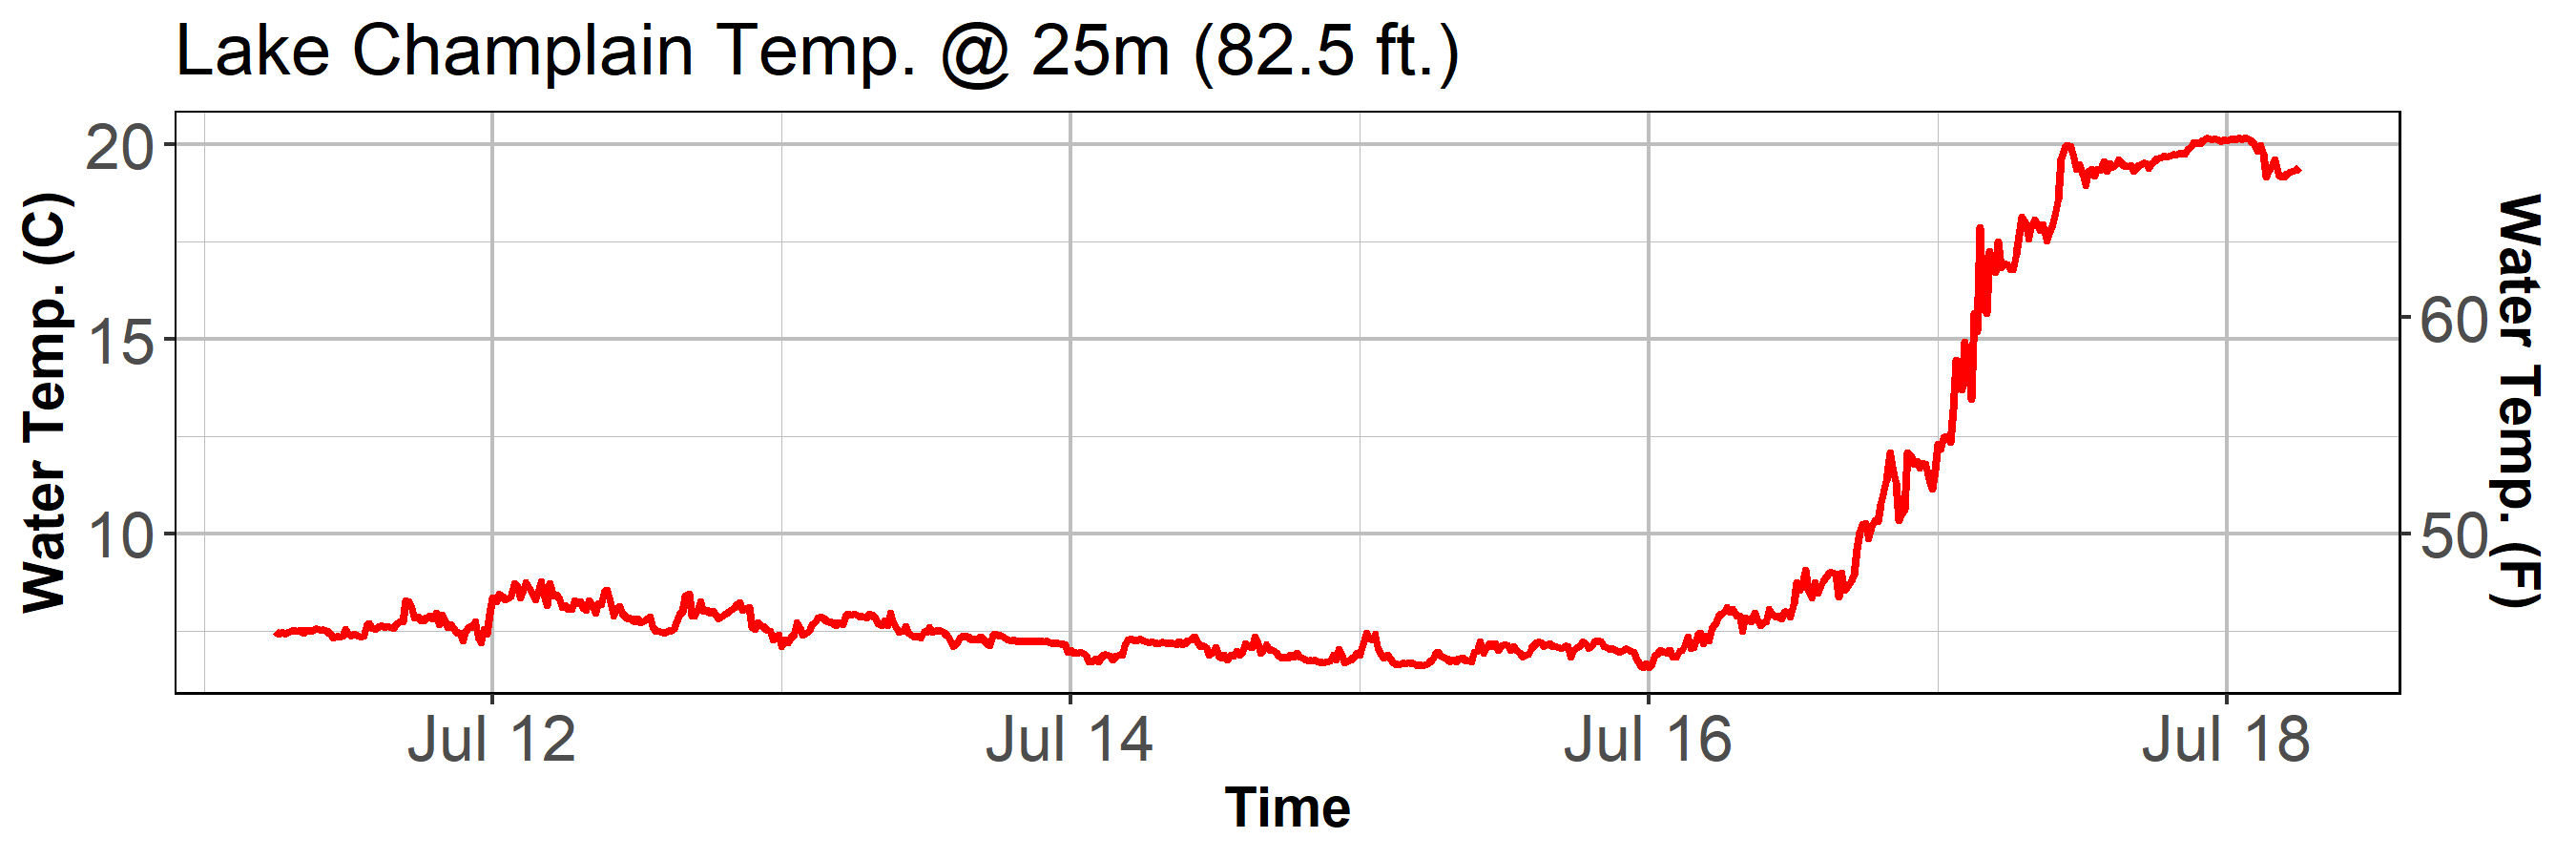 Lake Champlain Temp. @ 25m (82.5 ft.)
Water Temp. (C)
20
15
10
60
50
Water Temp. (F)
Jul 12 Jul 14 Jul 16 Jul 18
Time